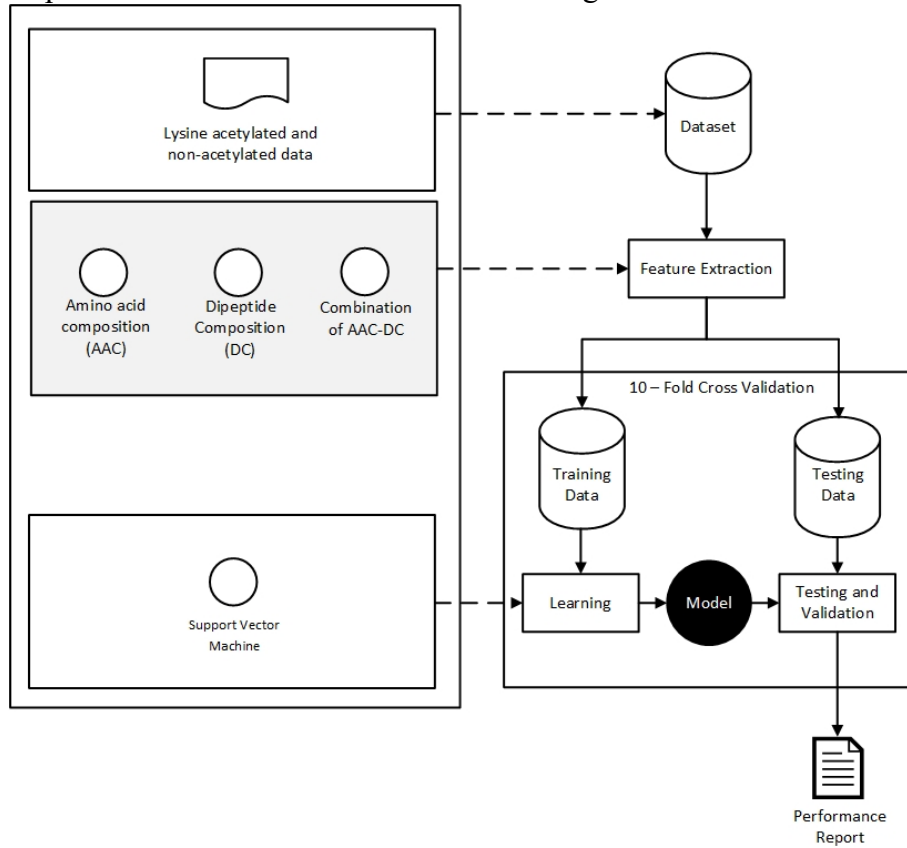 Lysine acetylated and
non-acetylated data
Dataset
Amino acid
composition
(AAC)
Dipeptide
Composition
(DC)
Combination
of AAC-DC
Feature Extraction
10 – Fold Cross Validation
Training
Data
Testing
Data
Support Vector
Machine
Learning
Model
Testing and
Validation
Performance
Report